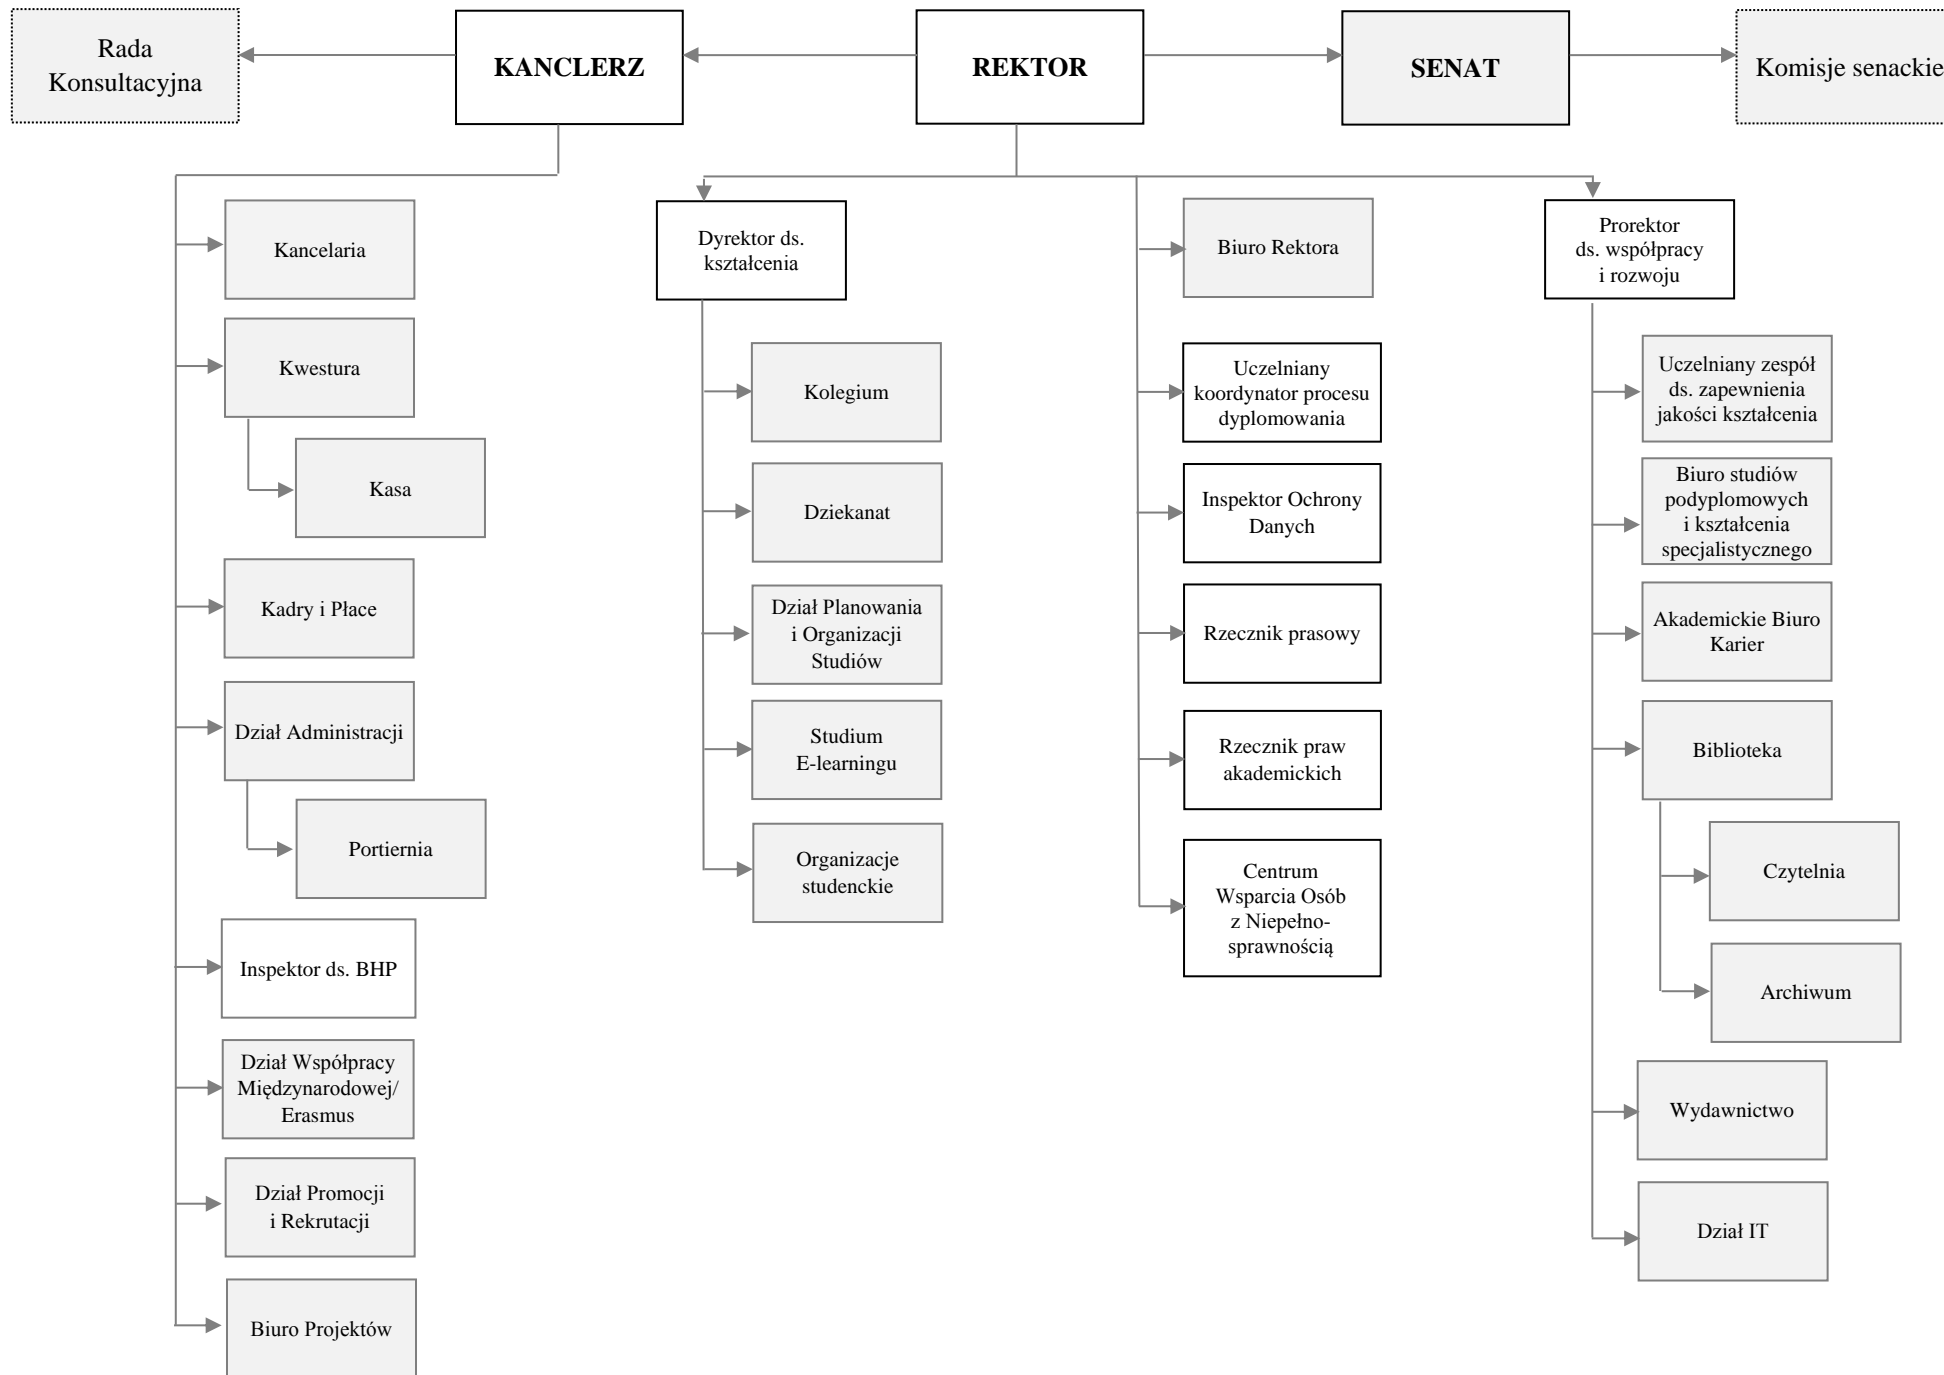 Rada
Konsultacyjna
KANCLERZ
REKTOR
SENAT
Komisje senackie
Kancelaria
Kwestura
Kasa
Kadry i Płace
Dział Administracji
Portiernia
Inspektor ds. BHP
Dział Współpracy
Międzynarodowej/
Erasmus
Dział Promocji
i Rekrutacji
Biuro Projektów
Dyrektor ds.
kształcenia
Kolegium
Dziekanat
Dział Planowania
i Organizacji
Studiów
Studium
E-learningu
Organizacje
studenckie
Biuro Rektora
Uczelniany
koordynator procesu
dyplomowania
Inspektor Ochrony
Danych
Rzecznik prasowy
Rzecznik praw
akademickich
Centrum
Wsparcia Osób
z Niepełno-
sprawnością
Prorektor
ds. współpracy
i rozwoju
Uczelniany zespół
ds. zapewnienia
jakości kształcenia
Biuro studiów
podyplomowych
i kształcenia
specjalistycznego
Akademickie Biuro
Karier
Biblioteka
Czytelnia
Archiwum
Wydawnictwo
Dział IT